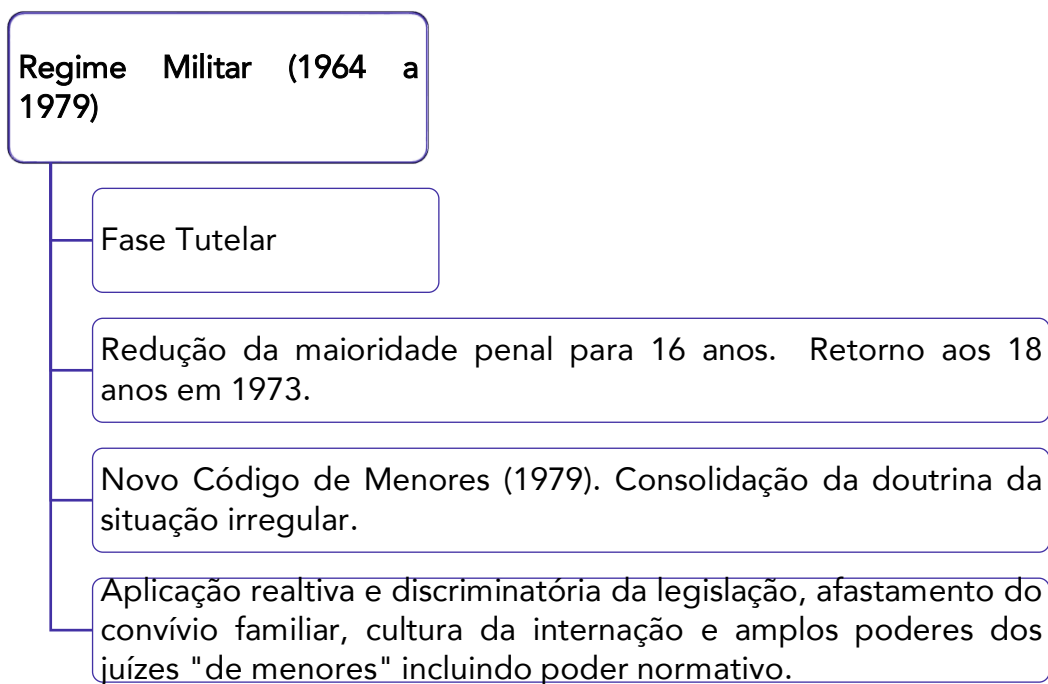 Regime Militar (1964 a
1979)
Fase Tutelar
Redução da maioridade penal para 16 anos. Retorno aos 18
anos em 1973.
Novo Código de Menores (1979). Consolidação da doutrina da
situação irregular.
Aplicação realtiva e discriminatória da legislação, afastamento do
convívio familiar, cultura da internação e amplos poderes dos
juízes "de menores" incluindo poder normativo.